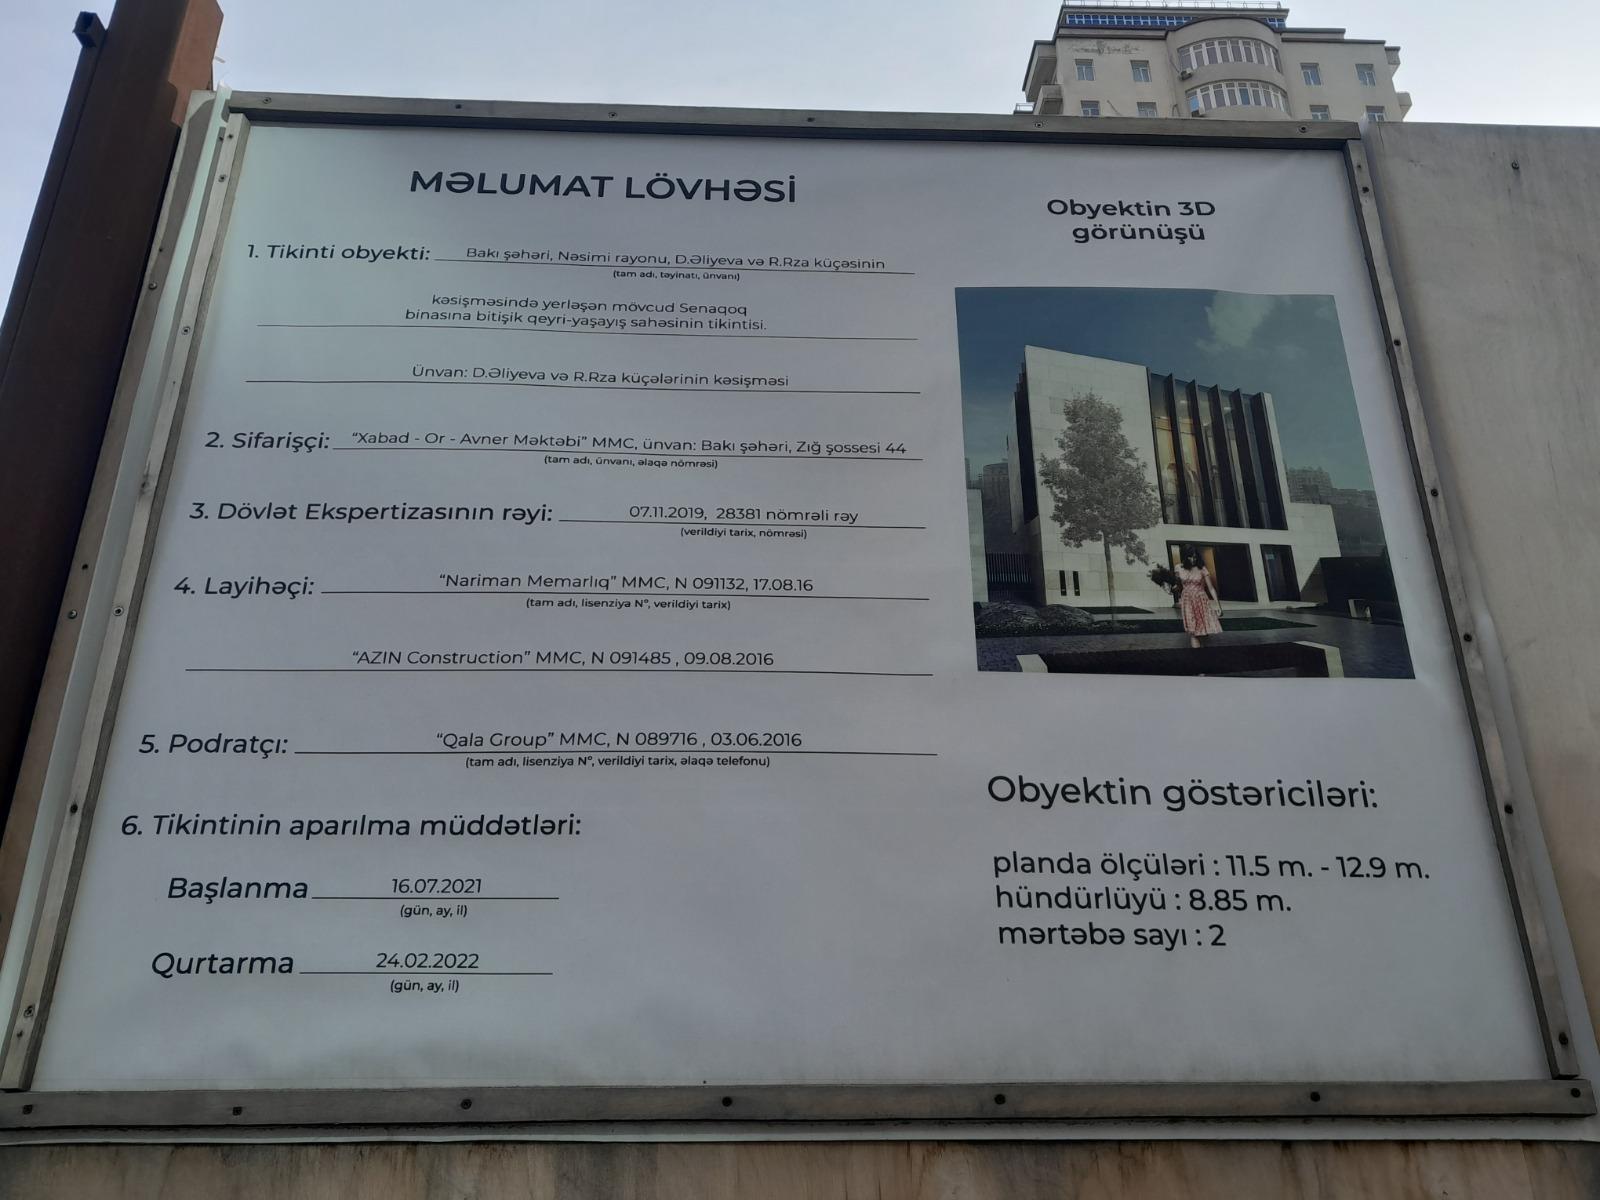 MƏLUMAT LÖVHƏSİ
1. Tikinti obyekti: Bakı şəhəri, Nəsimi rayonu, D.Əliyeva və R.Rza küçəsinin
(tam adı, təyinatı, ünvanı)
kəsişməsində yerləşən mövcud Senaqoq
binasına bitişik qeyri-yaşayış sahəsinin tikintisi.
Ünvan: D.Əliyeva və R.Rza küçələrinin kəsişməsi
2. Sifarişçi: "Xabad - Or - Avner Məktəbi" MMC, ünvan: Bakı şəhəri, Zığ şossesi 44
(tam adı, ünvanı, əlaqə nömrəsi)
3. Dövlət Ekspertizasının rəyi: 07.11.2019, 28381 nömrəli rəy
(verildiyi tarix, nömrəsi)
4. Layihəçi: "Nariman Memarlıq" MMC, N 091132, 17.08.16
(tam adı, lisenziya Nº, verildiyi tarix)
"AZIN Construction" MMC, N 091485 , 09.08.2016
5. Podratçı: "Qala Group" MMC, N 089716 , 03.06.2016
(tam adı, lisenziya Nº, verildiyi tarix, əlaqə telefonu)
6. Tikintinin aparılma müddətləri:
Başlanma 16.07.2021
(gün, ay, il)
Qurtarma 24.02.2022
(gün, ay, il)
Obyektin 3D
görünüşü
Obyektin göstəriciləri:
planda ölçüləri : 11.5 m. - 12.9 m.
hündürlüyü : 8.85 m.
mərtəbə sayı : 2